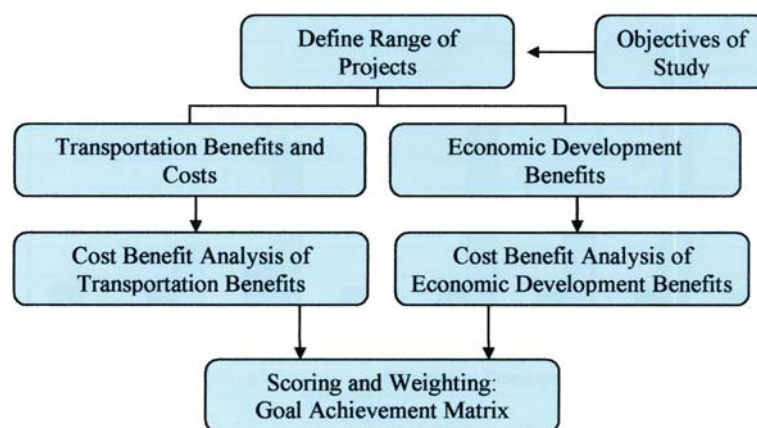 Define Range of
Projects
Objectives of
Study
Transportation Benefits and
Costs
Economic Development
Benefits
Cost Benefit Analysis of
Transportation Benefits
Cost Benefit Analysis of
Economic Development Benefits
Scoring and Weighting:
Goal Achievement Matrix